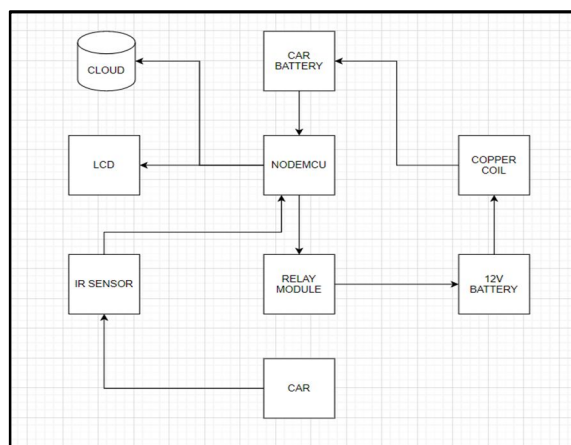 CLOUD
CAR
BATTERY
LCD
NODEMCU
COPPER
COIL
IR SENSOR
RELAY
MODULE
12V
BATTERY
CAR